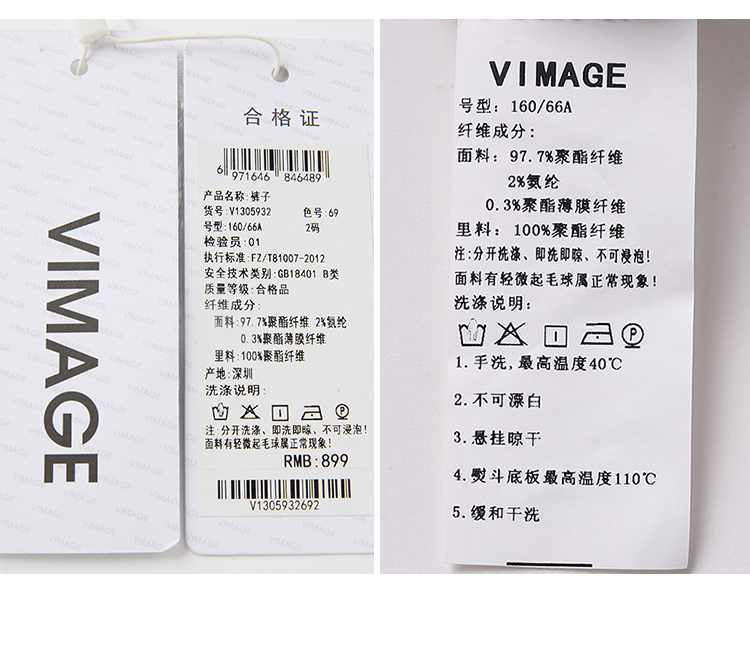 VIMAGE
合格证
6 971646 846489
产品名称:裤子
货号:V1305932 色号:69
号型:160/66A 2码
检验员:01
执行标准:FZ/T81007-2012
安全技术类别:GB18401 B类
质量等级:合格品
纤维成分:
面料:97.7%聚酯纤维 2%氨纶
0.3%聚酯薄膜纤维
里料:100%聚酯纤维
产地:深圳
洗涤说明:
注:分开洗涤、即洗即晾、不可浸泡!
面料有轻微起毛球属正常现象!
RMB:899
V1305932692
VIMAGE
号型: 160/66A
纤维成分:
面料: 97.7%聚酯纤维
2%氨纶
0.3%聚酯薄膜纤维
里料: 100%聚酯纤维
注:分开洗涤、即洗即晾、不可浸泡!
面料有轻微起毛球属正常现象!
洗涤说明:
1.手洗,最高温度40℃
2.不可漂白
3.悬挂晾干
4.熨斗底板最高温度110℃
5.缓和干洗